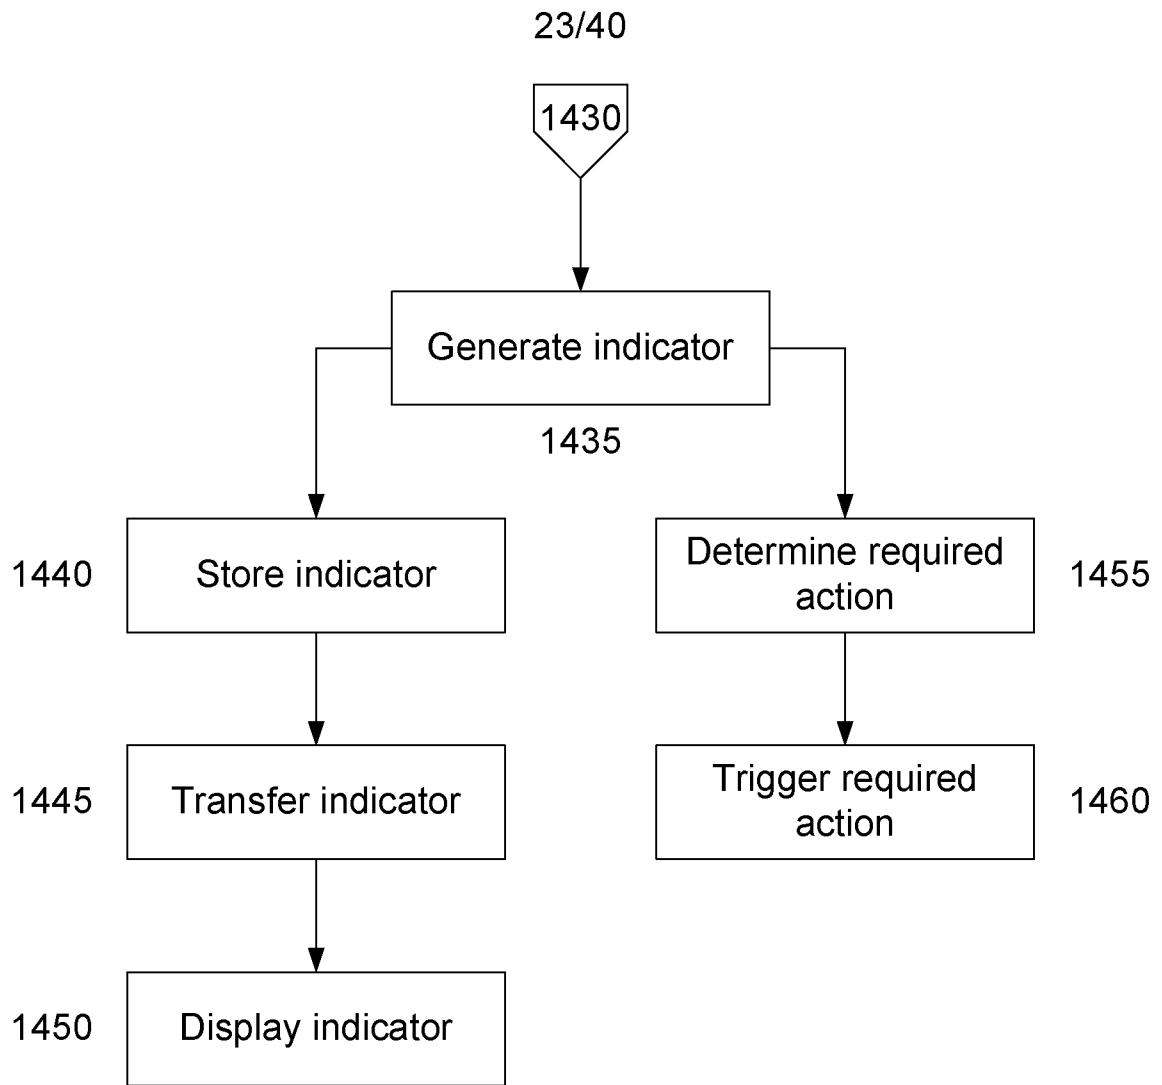 23/40
1430
Generate indicator
1435
1440
Store indicator
Determine required
action
1455
1445
Transfer indicator
Trigger required
action
1460
1450
Display indicator